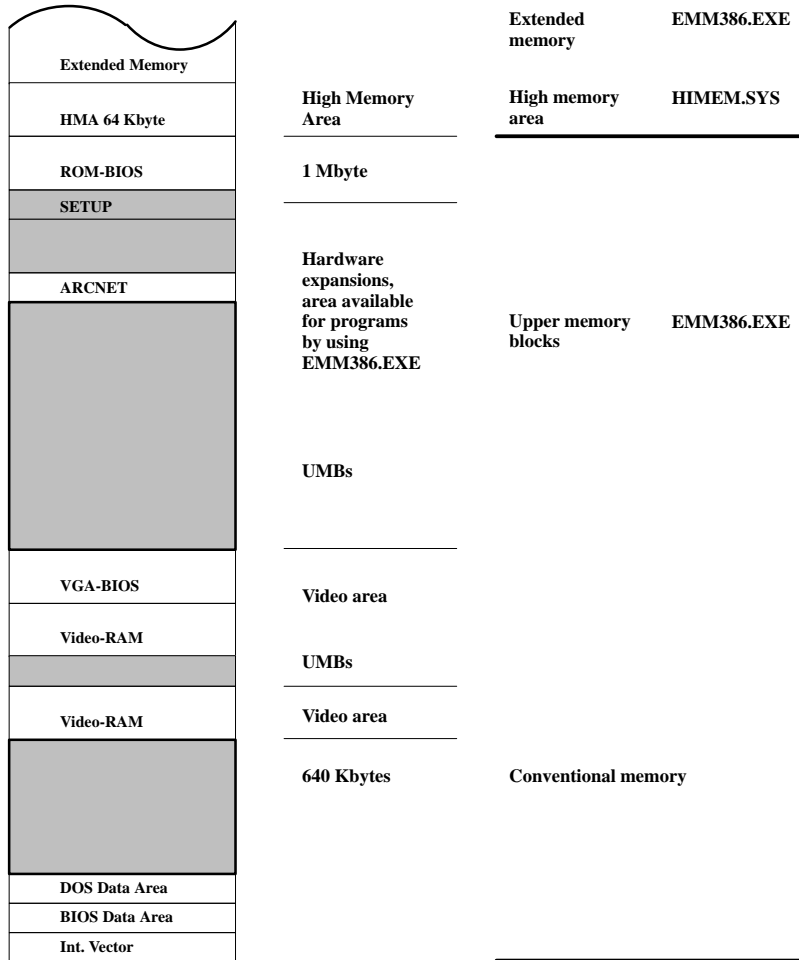 Extended Memory
HMA 64 Kbyte
ROM-BIOS
SETUP
ARCNET
VGA-BIOS
Video-RAM
Video-RAM
DOS Data Area
BIOS Data Area
Int. Vector
High Memory
Area
1 Mbyte
Hardware
expansions,
area available
for programs
by using
EMM386.EXE
UMBs
Video area
UMBs
Video area
640 Kbytes
Extended
memory
EMM386.EXE
High memory
area
HIMEM.SYS
Upper memory
blocks
EMM386.EXE
Conventional memory